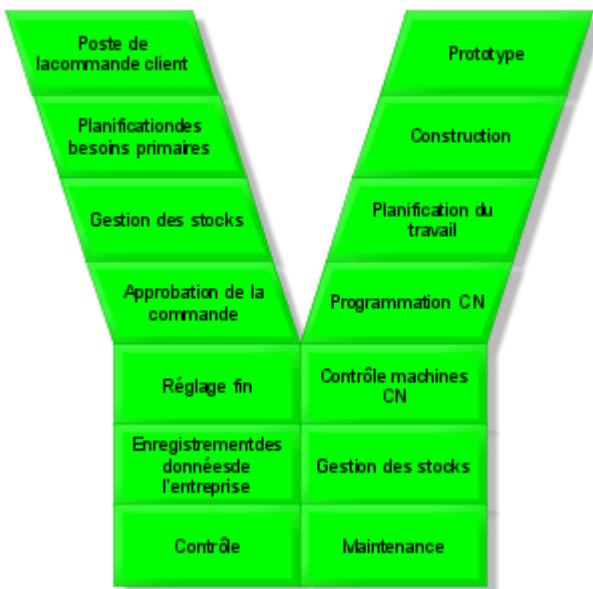 Poste de
lacommande client
Planificationdes
besoins primaires
Gestion des stocks
Approbation de la
commande
Prototype
Construction
Planification du
travail
Programmation CN
Réglage fin
Enregistrementdes
donnéesde
l'entreprise
Contrôle
Contrôle machines
CN
Gestion des stocks
Maintenance